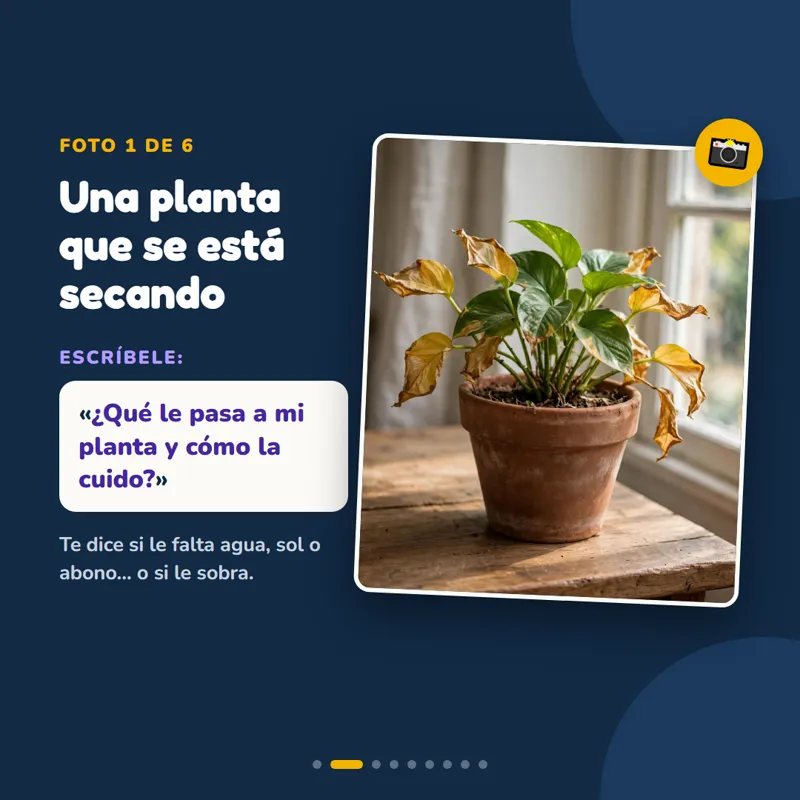 FOTO 1 DE 6
Una planta
que se está
secando
ESCRÍBELE:
«¿Qué le pasa a mi
planta y cómo la
cuido?»
Te dice si le falta agua, sol o
abono... o si le sobra.